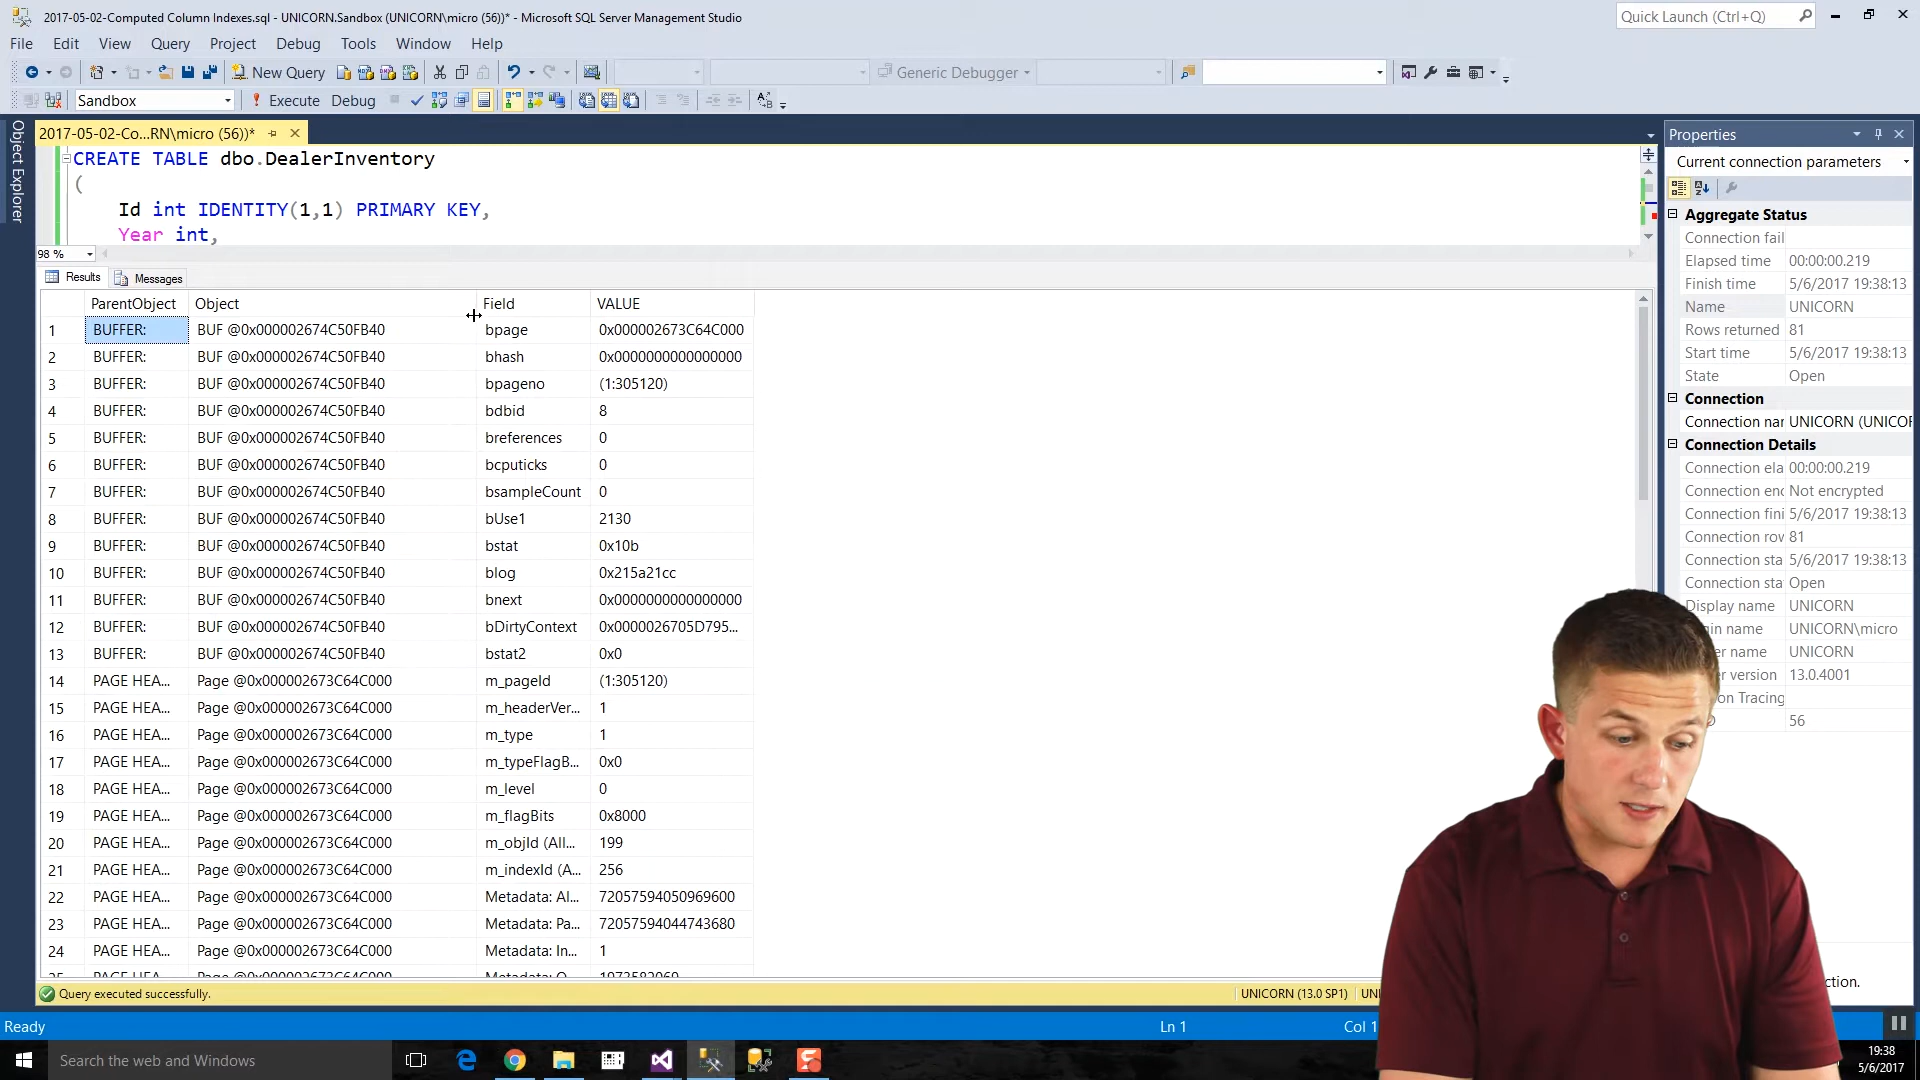 2017-05-02-Computed Column Indexes.sql - UNICORN.Sandbox (UNICORN\micro (56))* - Microsoft SQL Server Management Studio
Quick Launch (Ctrl+Q)
File Edit View Query Project Debug Tools Window Help
New Query
Generic Debugger
Sandbox
Execute Debug
Object Explorer
2017-05-02-Co...RN\micro (56))*
CREATE TABLE dbo.DealerInventory
(
Id int IDENTITY(1,1) PRIMARY KEY,
Year int,
98 %
Results Messages
ParentObject Object Field VALUE
1 BUFFER: BUF @0x000002674C50FB40 bpage 0x000002673C64C000
2 BUFFER: BUF @0x000002674C50FB40 bhash 0x0000000000000000
3 BUFFER: BUF @0x000002674C50FB40 bpageno (1:305120)
4 BUFFER: BUF @0x000002674C50FB40 bdbid 8
5 BUFFER: BUF @0x000002674C50FB40 breferences 0
6 BUFFER: BUF @0x000002674C50FB40 bcputicks 0
7 BUFFER: BUF @0x000002674C50FB40 bsampleCount 0
8 BUFFER: BUF @0x000002674C50FB40 bUse1 2130
9 BUFFER: BUF @0x000002674C50FB40 bstat 0x10b
10 BUFFER: BUF @0x000002674C50FB40 blog 0x215a21cc
11 BUFFER: BUF @0x000002674C50FB40 bnext 0x0000000000000000
12 BUFFER: BUF @0x000002674C50FB40 bDirtyContext 0x0000026705D795...
13 BUFFER: BUF @0x000002674C50FB40 bstat2 0x0
14 PAGE HEA... Page @0x000002673C64C000 m_pageId (1:305120)
15 PAGE HEA... Page @0x000002673C64C000 m_headerVer... 1
16 PAGE HEA... Page @0x000002673C64C000 m_type 1
17 PAGE HEA... Page @0x000002673C64C000 m_typeFlagB... 0x0
18 PAGE HEA... Page @0x000002673C64C000 m_level 0
19 PAGE HEA... Page @0x000002673C64C000 m_flagBits 0x8000
20 PAGE HEA... Page @0x000002673C64C000 m_objId (All... 199
21 PAGE HEA... Page @0x000002673C64C000 m_indexId (A... 256
22 PAGE HEA... Page @0x000002673C64C000 Metadata: Al... 72057594050969600
23 PAGE HEA... Page @0x000002673C64C000 Metadata: Pa... 72057594044743680
24 PAGE HEA... Page @0x000002673C64C000 Metadata: In... 1
Properties
Current connection parameters
Aggregate Status
Connection fail
Elapsed time 00:00:00.219
Finish time 5/6/2017 19:38:13
Name UNICORN
Rows returned 81
Start time 5/6/2017 19:38:13
State Open
Connection
Connection nar UNICORN (UNICOF
Connection Details
Connection ela 00:00:00.219
Connection enc Not encrypted
Connection fini 5/6/2017 19:38:13
Connection rov 81
Connection sta 5/6/2017 19:38:13
Connection sta Open
Display name UNICORN
gin name UNICORN\micro
er name UNICORN
er version 13.0.4001
on Tracing
56
ction.
Query executed successfully.
UNICORN (13.0 SP1) UNI
Ready
Ln 1 Col 1
Search the web and Windows
19:38
5/6/2017